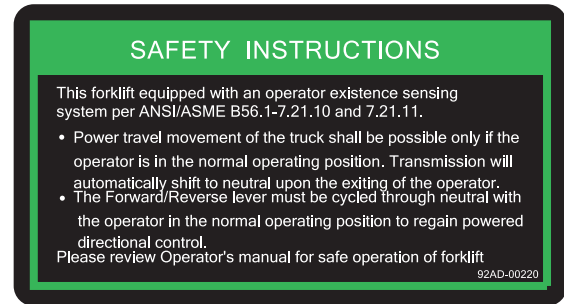 SAFETY INSTRUCTIONS
This forklift equipped with an operator existence sensing
system per ANSI/ASME B56.1-7.21.10 and 7.21.11.
• Power travel movement of the truck shall be possible only if the
operator is in the normal operating position. Transmission will
automatically shift to neutral upon the exiting of the operator.
• The Forward/Reverse lever must be cycled through neutral with
the operator in the normal operating position to regain powered
directional control.
Please review Operator's manual for safe operation of forklift
92AD-00220